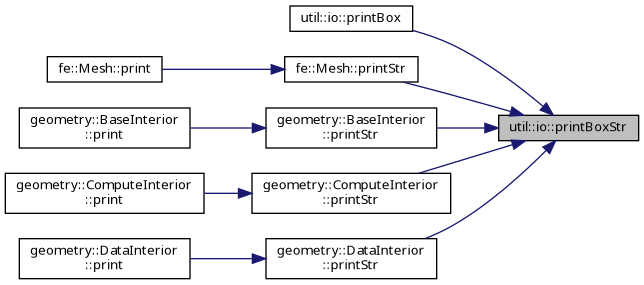 util::io::printBox
fe::Mesh::print
fe::Mesh::printStr
geometry::BaseInterior
::print
geometry::BaseInterior
::printStr
util::io::printBoxStr
geometry::ComputeInterior
::print
geometry::ComputeInterior
::printStr
geometry::DataInterior
::print
geometry::DataInterior
::printStr